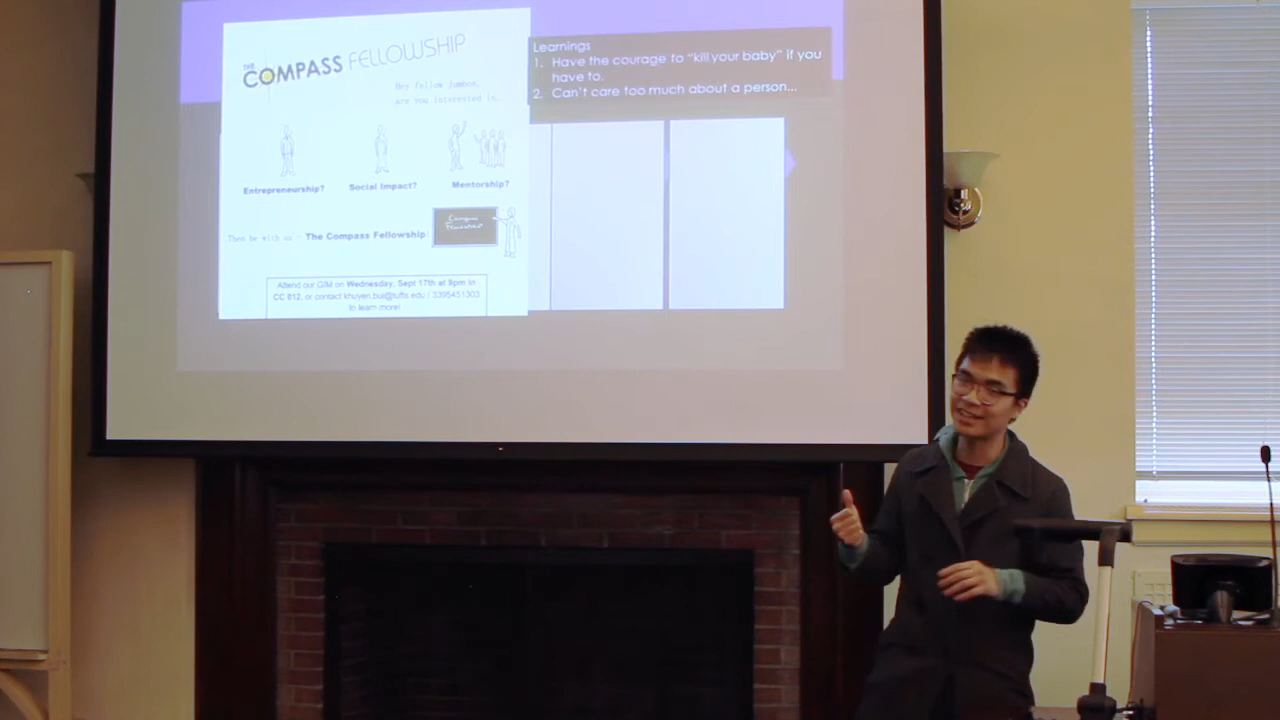 THE
COMPASS FELLOWSHIP
Hey fellow Jumbos,
are you interested in...
Entrepreneurship?
Social Impact?
Mentorship?
Compass
Fellowship
Then be with us - The Compass Fellowship!
Attend our GIM on Wednesday, Sept 17th at 9pm in
CC 012, or contact khuyen.bui@tufts.edu / 3395451303
to learn more!
Learnings
1. Have the courage to "kill your baby" if you
have to.
2. Can't care too much about a person...